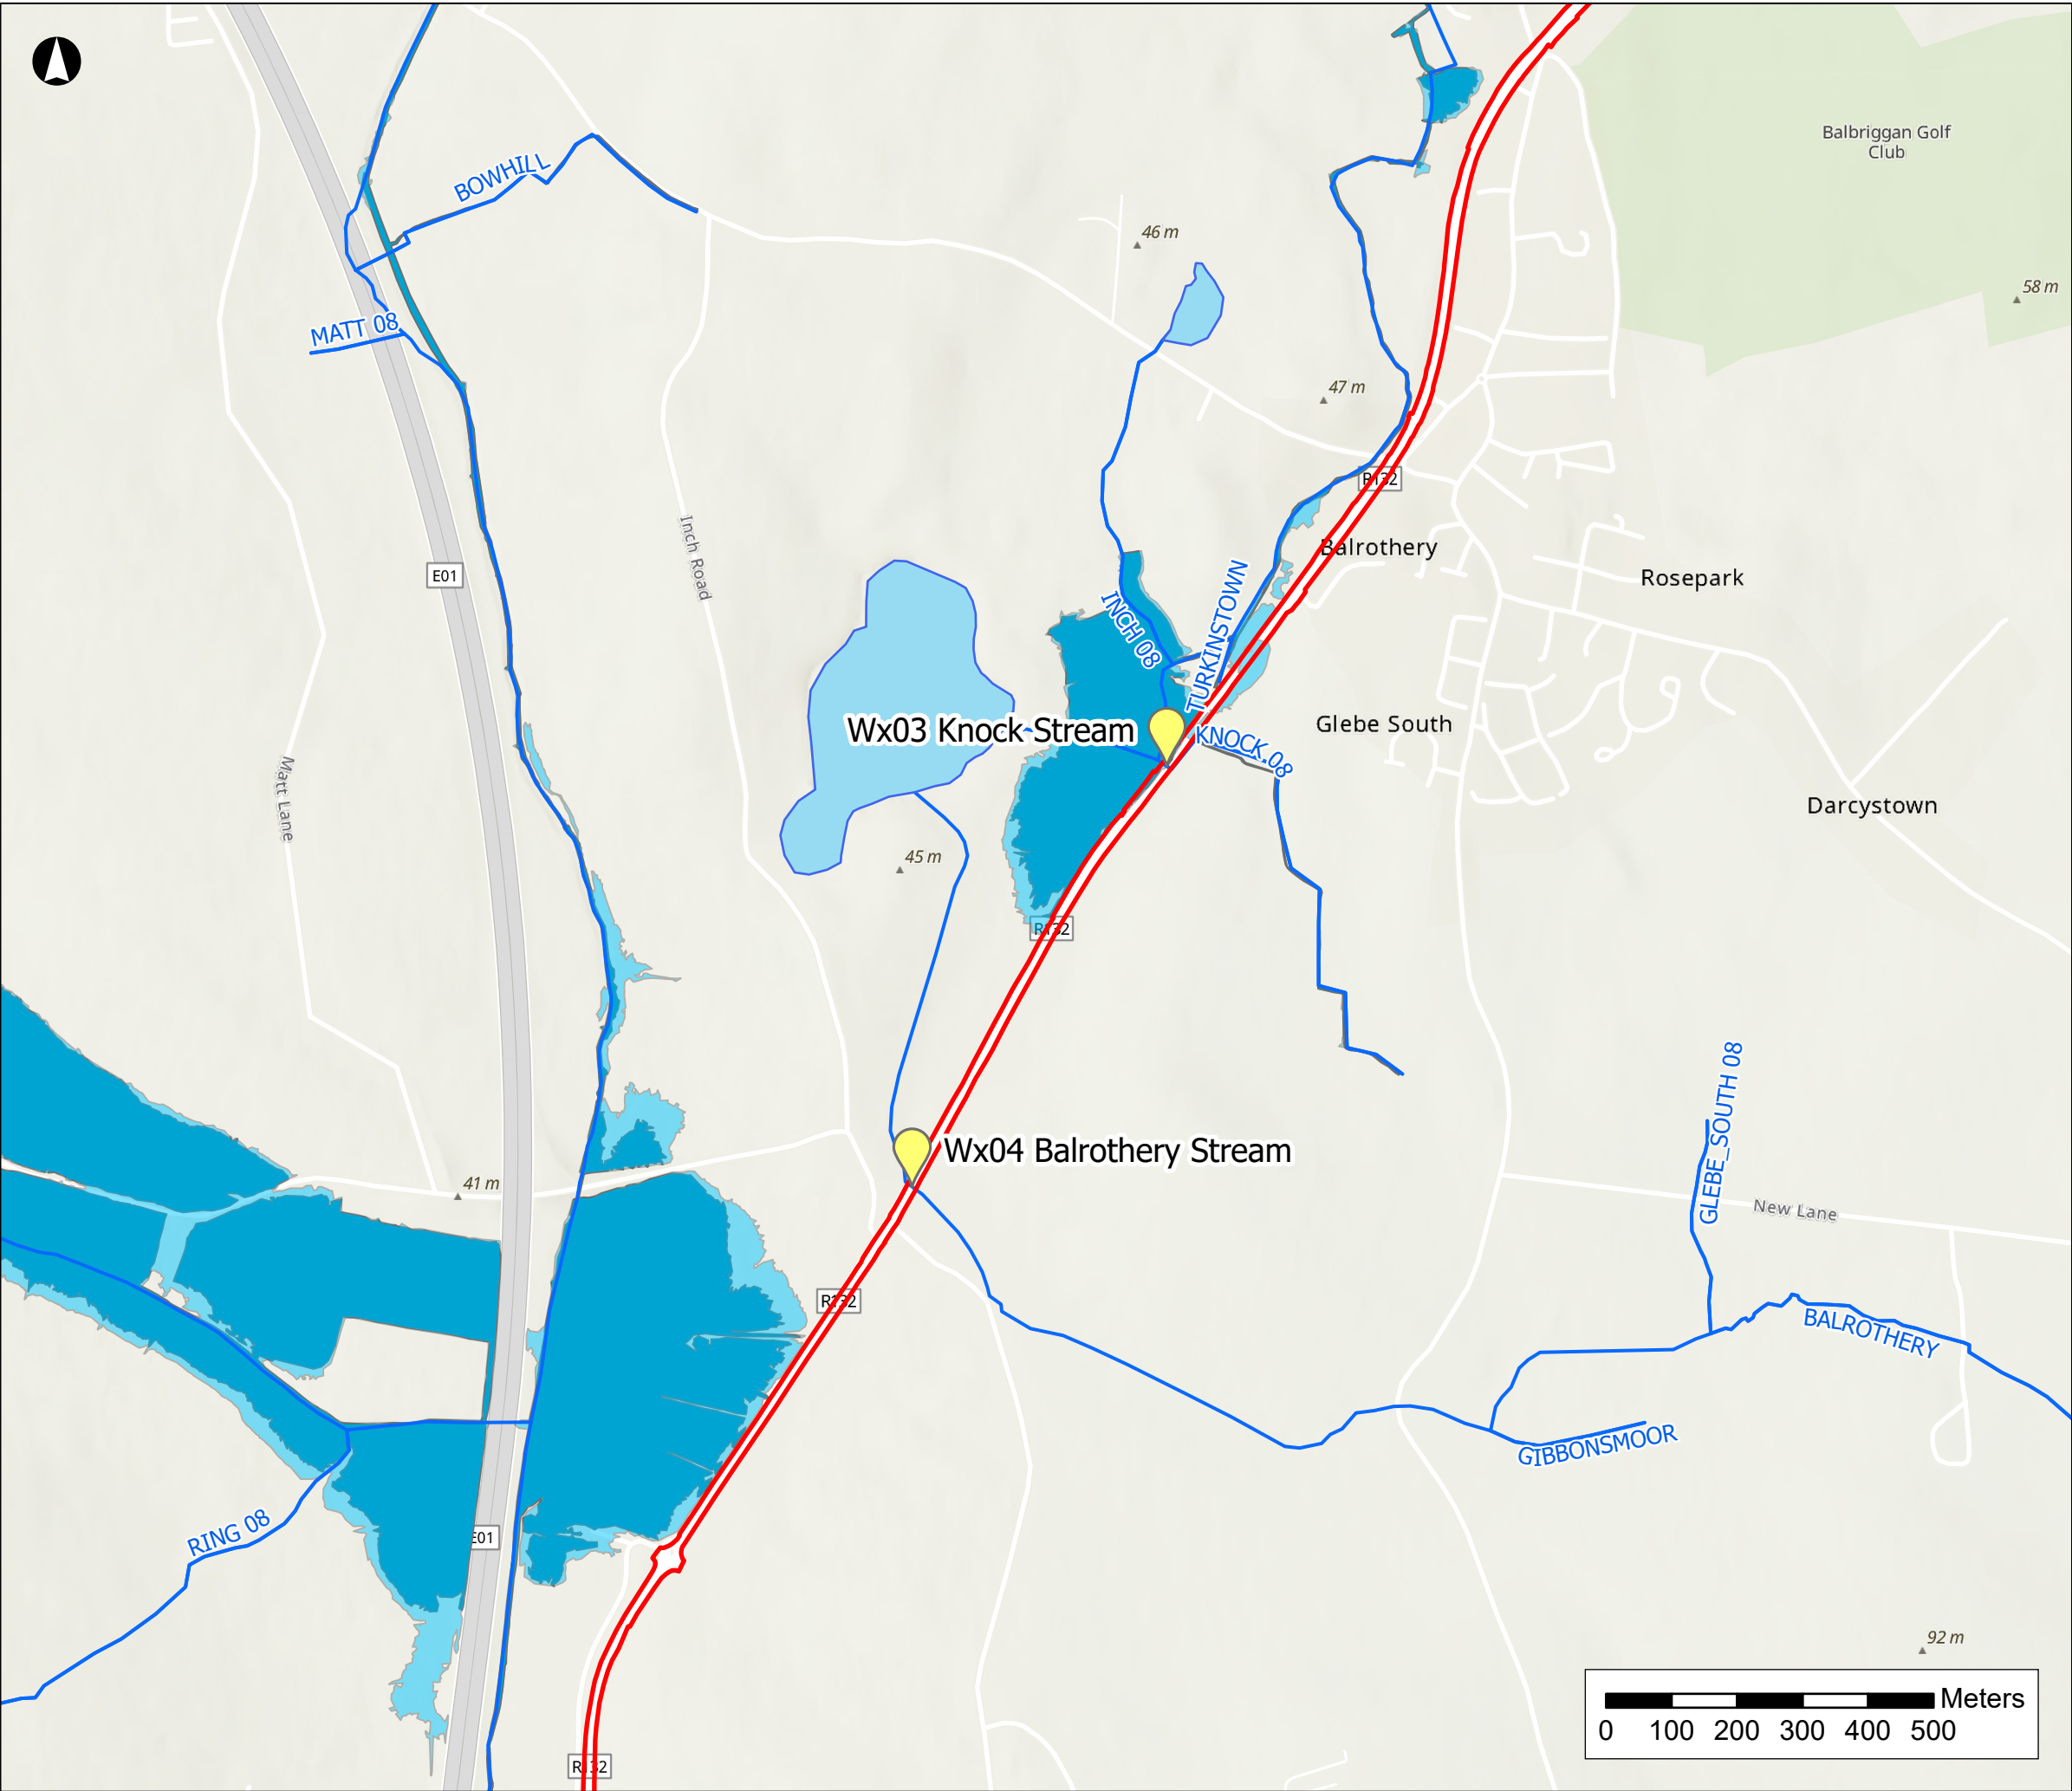 BOWHILL
Balbriggan Golf
Club
46 m
58 m
MATT 08
47 m
R132
Inch Road
Balrothery
E01
Rosepark
TURKINSTOWN
INCH 08
Wx03 Knock Stream
KNOCK 08
Glebe South
Matt Lane
Darcystown
45 m
R132
GLEBE_SOUTH 08
Wx04 Balrothery Stream
41 m
New Lane
R132
BALROTHERY
GIBBONSMOOR
RING 08
E01
92 m
Meters
0 100 200 300 400 500
R132